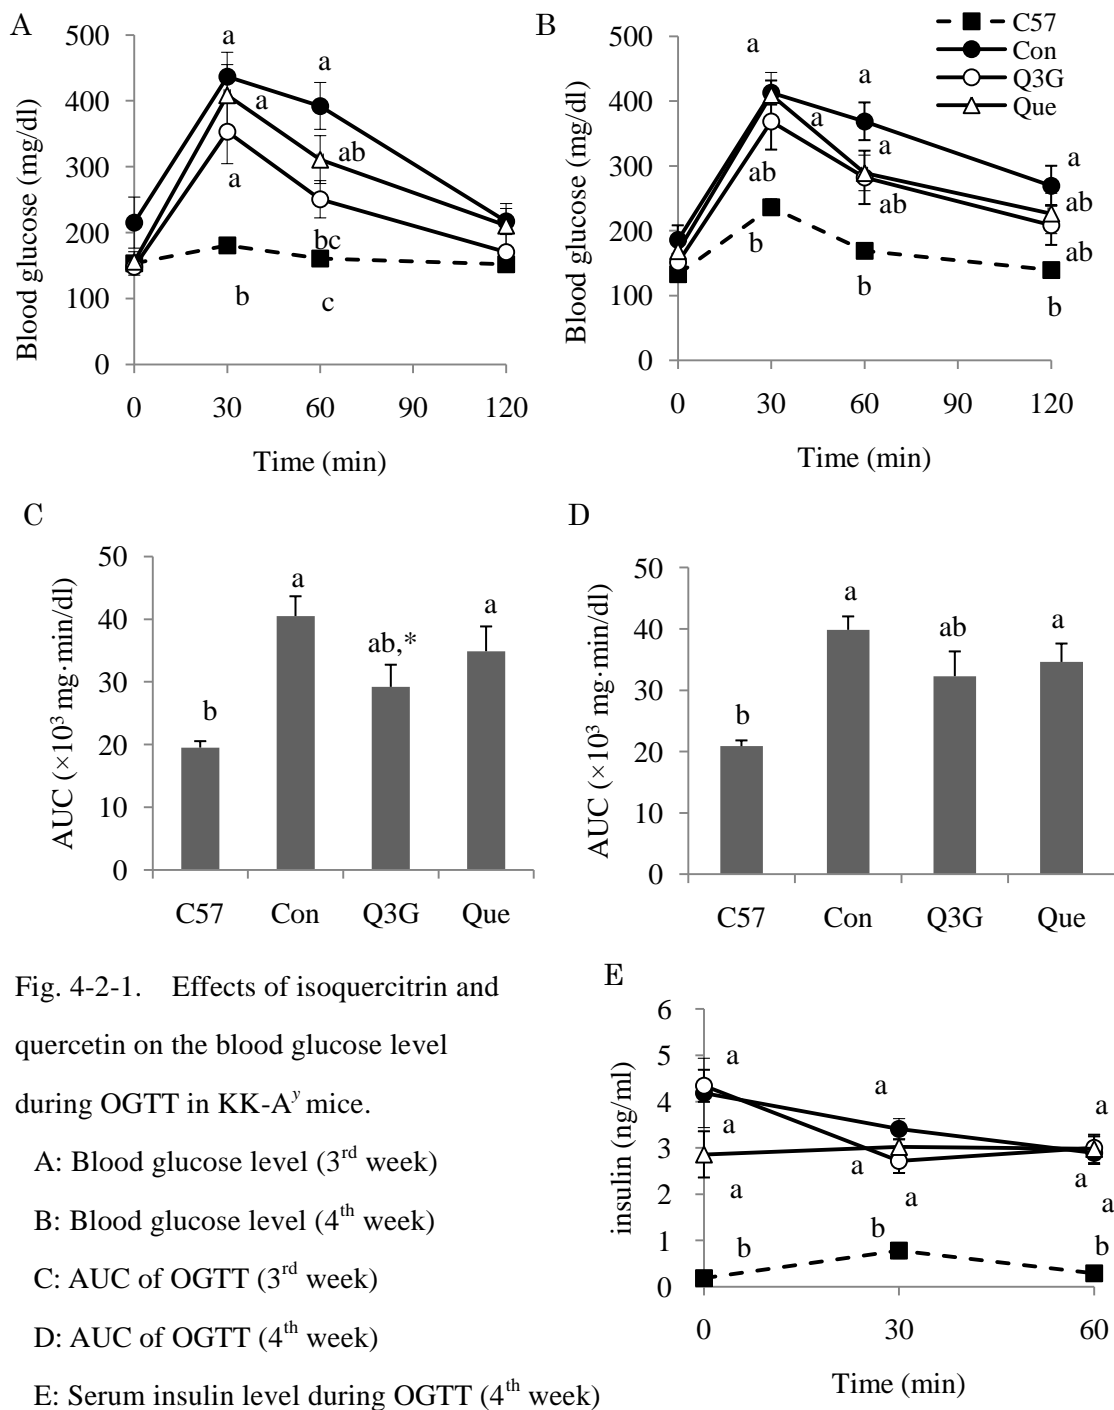 A
500
400
300
200
100
0
Blood glucose (mg/dl)
a
a
a
ab
a
bc
b
c
0 30 60 90 120
Time (min)
B
C57
Con
Q3G
Que
500
400
300
200
100
0
Blood glucose (mg/dl)
a
a
a
a
a
ab
ab
ab
ab
b
b
b
0 30 60 90 120
Time (min)
C
50
40
30
20
10
0
AUC (×10³ mg·min/dl)
b
a
ab,*
a
C57 Con Q3G Que
D
50
40
30
20
10
0
AUC (×10³ mg·min/dl)
b
a
ab
a
C57 Con Q3G Que
Fig. 4-2-1. Effects of isoquercitrin and
quercetin on the blood glucose level
during OGTT in KK-Aʸ mice.
A: Blood glucose level (3rd week)
B: Blood glucose level (4th week)
C: AUC of OGTT (3rd week)
D: AUC of OGTT (4th week)
E: Serum insulin level during OGTT (4th week)
E
6
5
4
3
2
1
0
insulin (ng/ml)
a
a
a
a
a
a
a
a
a
b
b
b
0 30 60
Time (min)